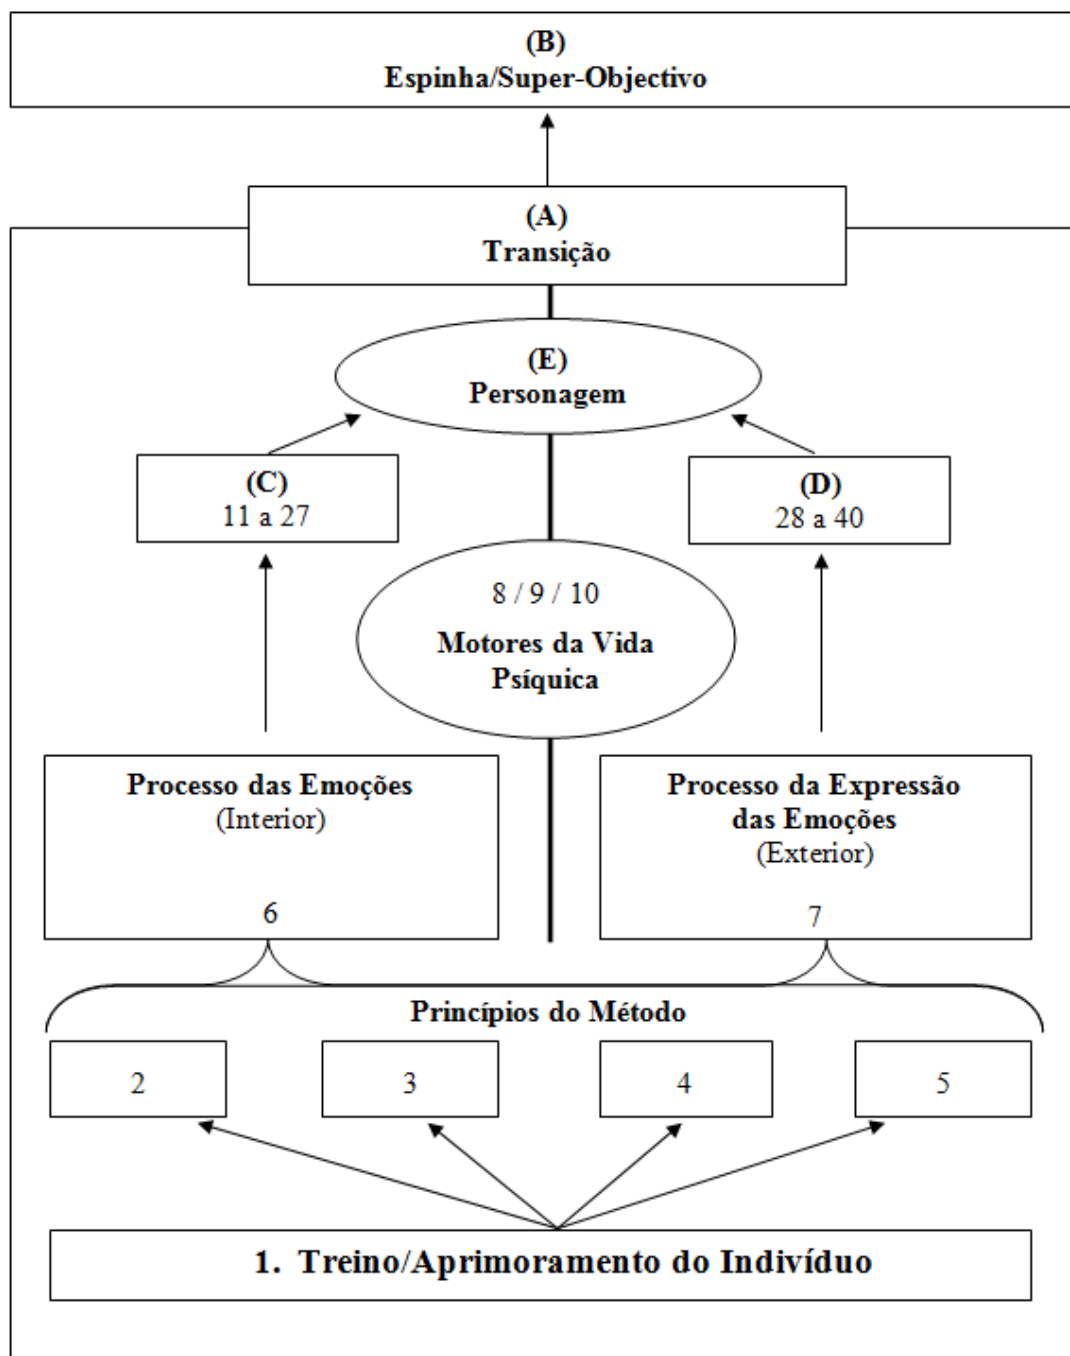 (B)
Espinha/Super-Objectivo
(A)
Transição
(E)
Personagem
(C)
11 a 27
(D)
28 a 40
8 / 9 / 10
Motores da Vida
Psíquica
Processo das Emoções
(Interior)
6
Processo da Expressão
das Emoções
(Exterior)
7
Princípios do Método
2
3
4
5
1. Treino/Aprimoramento do Indivíduo